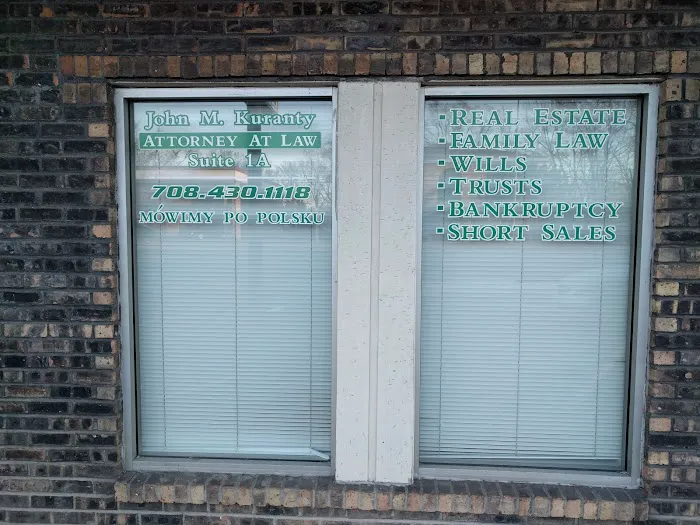 John M. Kuranty
Attorney At Law
Suite 1A
708.430.1118
Mówimy po Polsku
- Real Estate
- Family Law
- Wills
- Trusts
- Bankruptcy
- Short Sales